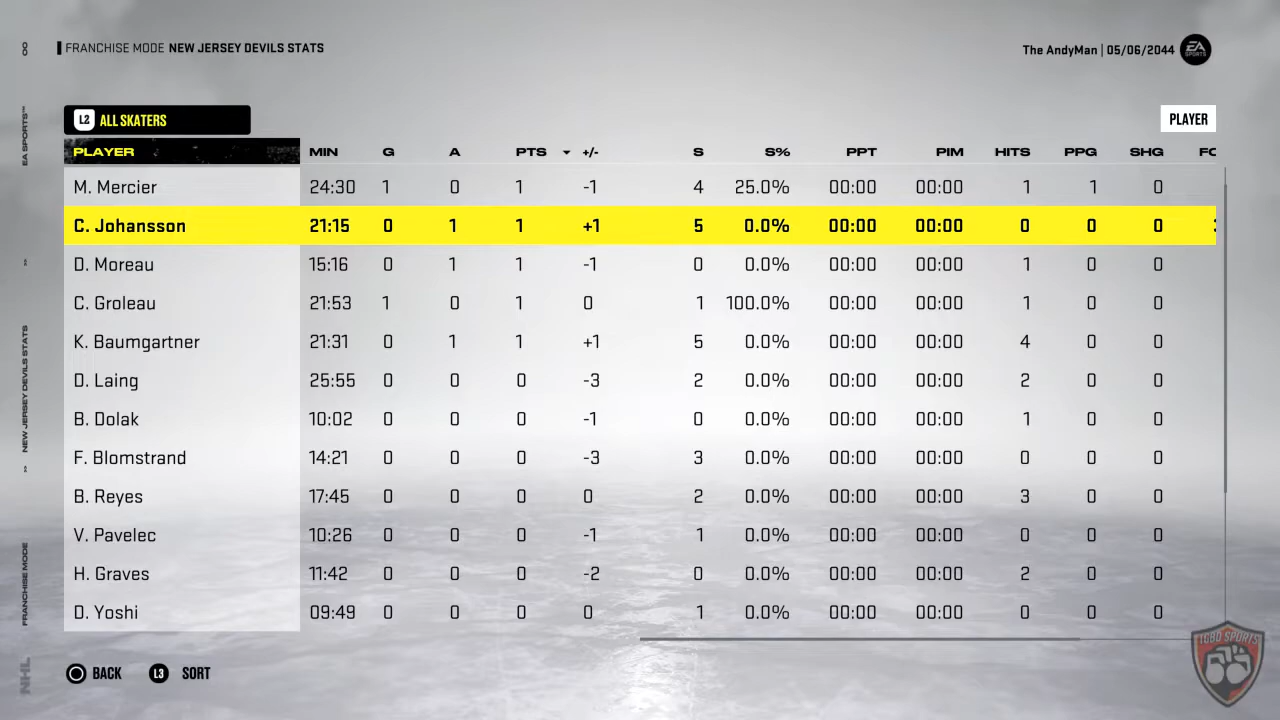 FRANCHISE MODE NEW JERSEY DEVILS STATS
The AndyMan | 05/06/2044
EA SPORTS
L2 ALL SKATERS
PLAYER
PLAYER MIN G A PTS +/- S S% PPT PIM HITS PPG SHG
M. Mercier 24:30 1 0 1 -1 4 25.0% 00:00 00:00 1 1 0
C. Johansson 21:15 0 1 1 +1 5 0.0% 00:00 00:00 0 0 0
D. Moreau 15:16 0 1 1 -1 0 0.0% 00:00 00:00 1 0 0
C. Groleau 21:53 1 0 1 0 1 100.0% 00:00 00:00 1 0 0
K. Baumgartner 21:31 0 1 1 +1 5 0.0% 00:00 00:00 4 0 0
D. Laing 25:55 0 0 0 -3 2 0.0% 00:00 00:00 2 0 0
B. Dolak 10:02 0 0 0 -1 0 0.0% 00:00 00:00 1 0 0
F. Blomstrand 14:21 0 0 0 -3 3 0.0% 00:00 00:00 0 0 0
B. Reyes 17:45 0 0 0 0 2 0.0% 00:00 00:00 3 0 0
V. Pavelec 10:26 0 0 0 -1 1 0.0% 00:00 00:00 0 0 0
H. Graves 11:42 0 0 0 -2 0 0.0% 00:00 00:00 2 0 0
D. Yoshi 09:49 0 0 0 0 1 0.0% 00:00 00:00 0 0 0
BACK L3 SORT
NHL FRANCHISE MODE » NEW JERSEY DEVILS STATS » EA SPORTS™